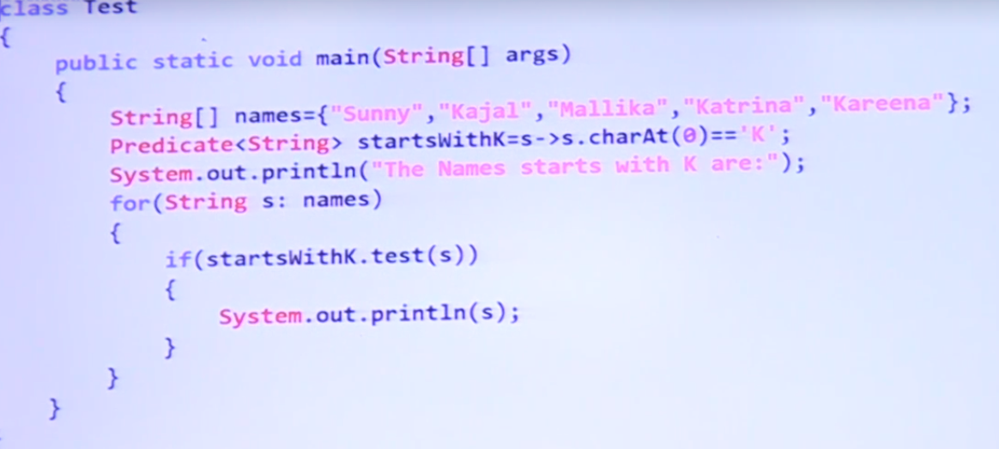 class Test
{
public static void main(String[] args)
{
String[] names={"Sunny","Kajal","Mallika","Katrina","Kareena"};
Predicate<String> startsWithK=s->s.charAt(0)=='K';
System.out.println("The Names starts with K are:");
for(String s: names)
{
if(startsWithK.test(s))
{
System.out.println(s);
}
}
}